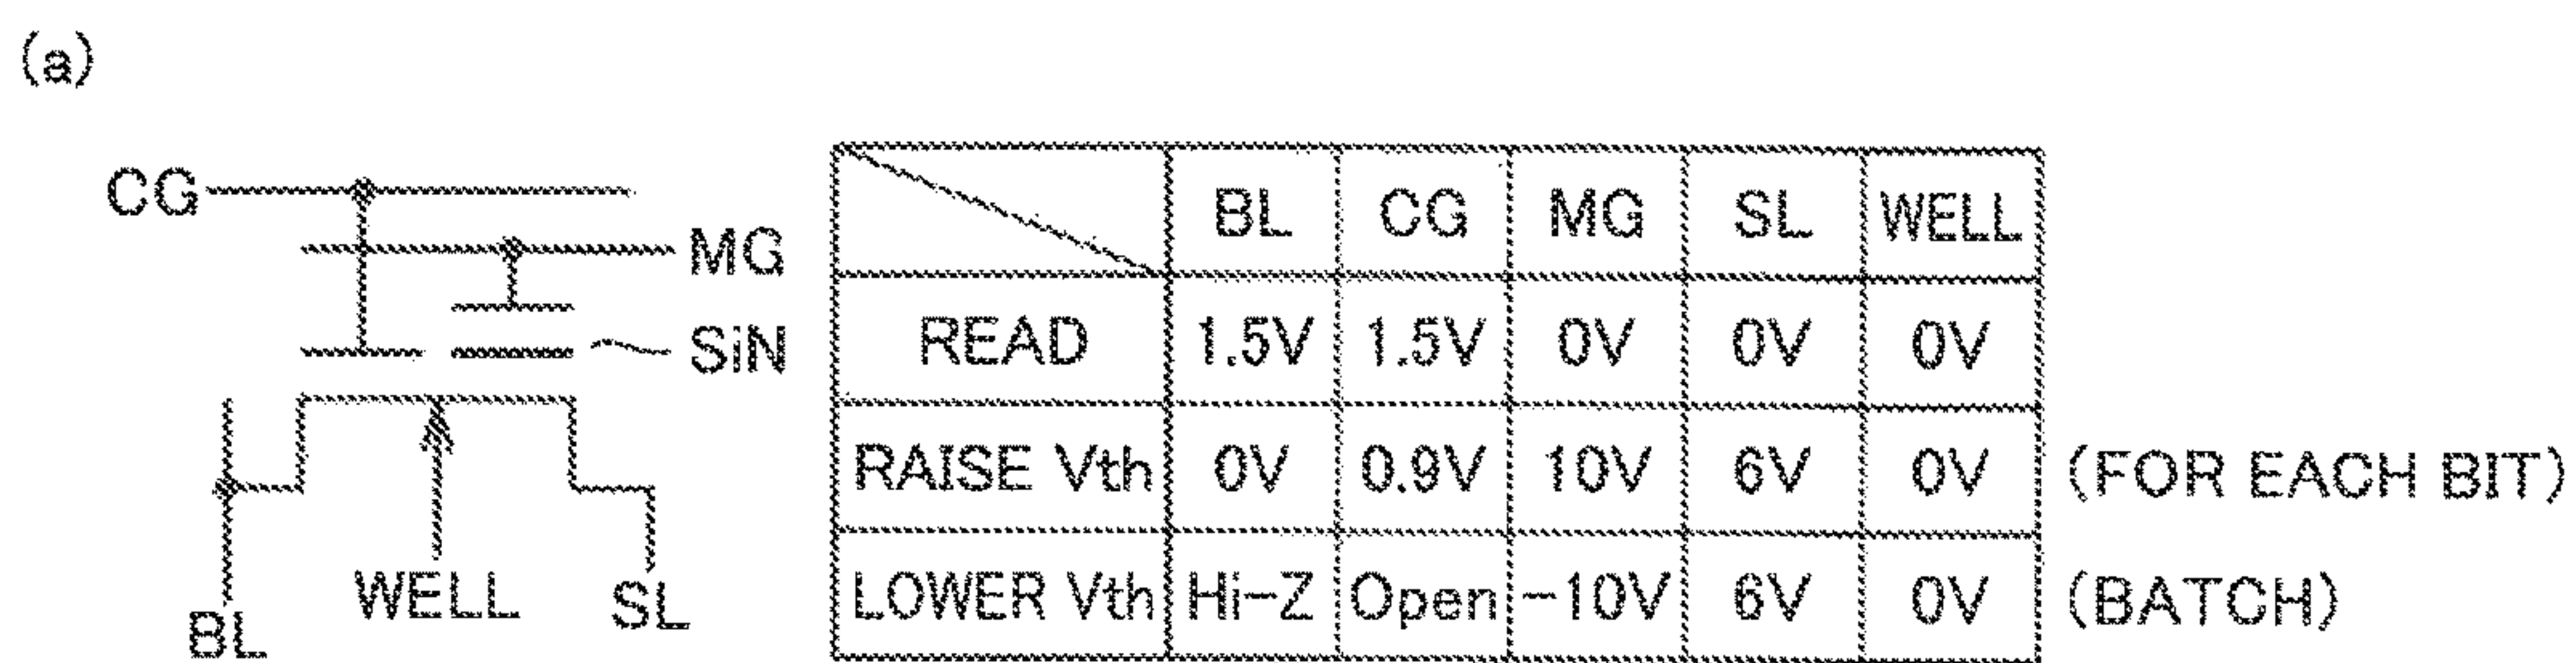 (a)
CG
MG
SiN
BL
WELL
SL
BL CG MG SL WELL
READ 1.5V 1.5V 0V 0V 0V
RAISE Vth 0V 0.9V 10V 6V 0V (FOR EACH BIT)
LOWER Vth Hi-Z Open -10V 6V 0V (BATCH)